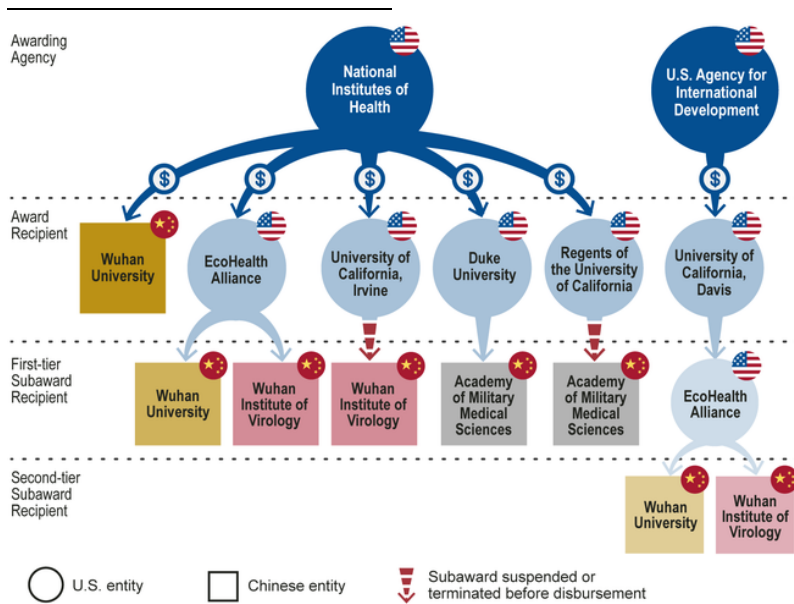 Awarding
Agency
National
Institutes of
Health
U.S. Agency for
International
Development
$
$
$
$
$
$
Award
Recipient
Wuhan
University
EcoHealth
Alliance
University of
California,
Irvine
Duke
University
Regents of
the University
of California
University of
California,
Davis
First-tier
Subaward
Recipient
Wuhan
University
Wuhan
Institute of
Virology
Wuhan
Institute of
Virology
Academy
of Military
Medical
Sciences
Academy
of Military
Medical
Sciences
EcoHealth
Alliance
Second-tier
Subaward
Recipient
Wuhan
University
Wuhan
Institute of
Virology
U.S. entity
Chinese entity
Subaward suspended or
terminated before disbursement